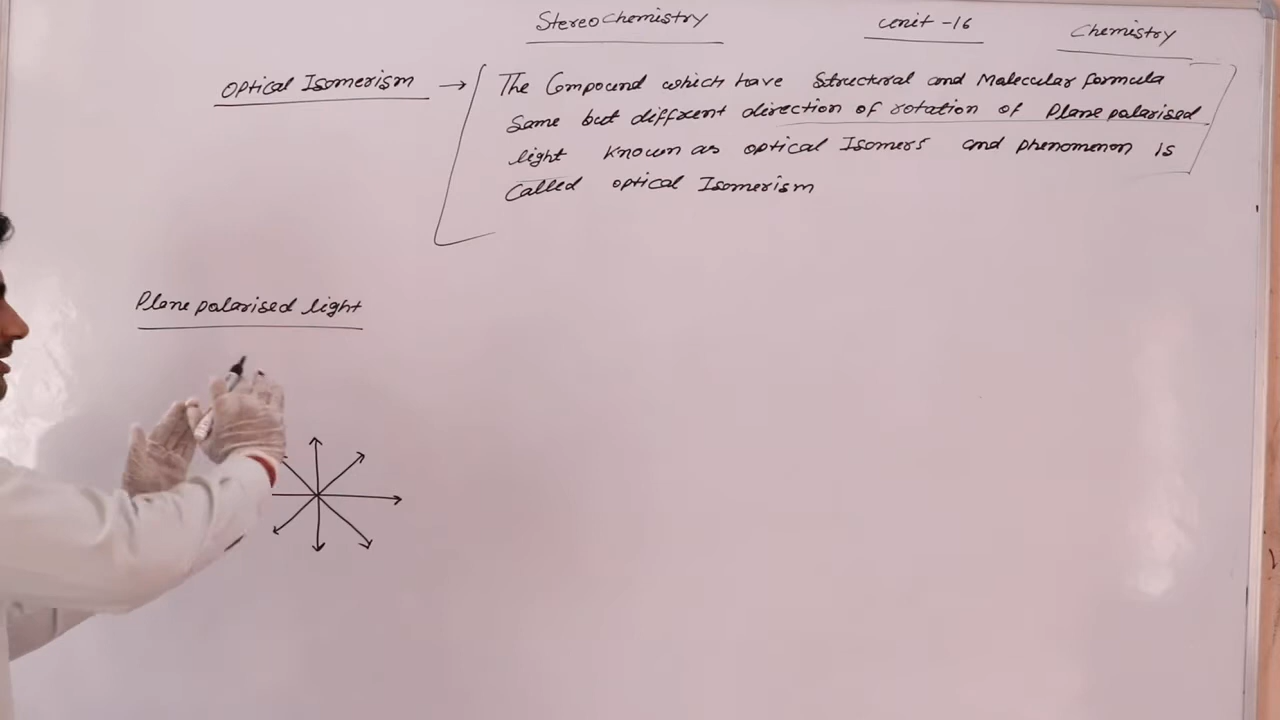 Stereochemistry unit -16 Chemistry
optical Isomerism → The Compound which have Structural and Molecular formula
Same but diffrent direction of rotation of Plane polarised
light known as optical Isomers and phenomenon is
Called optical Isomerism
Plane polarised light